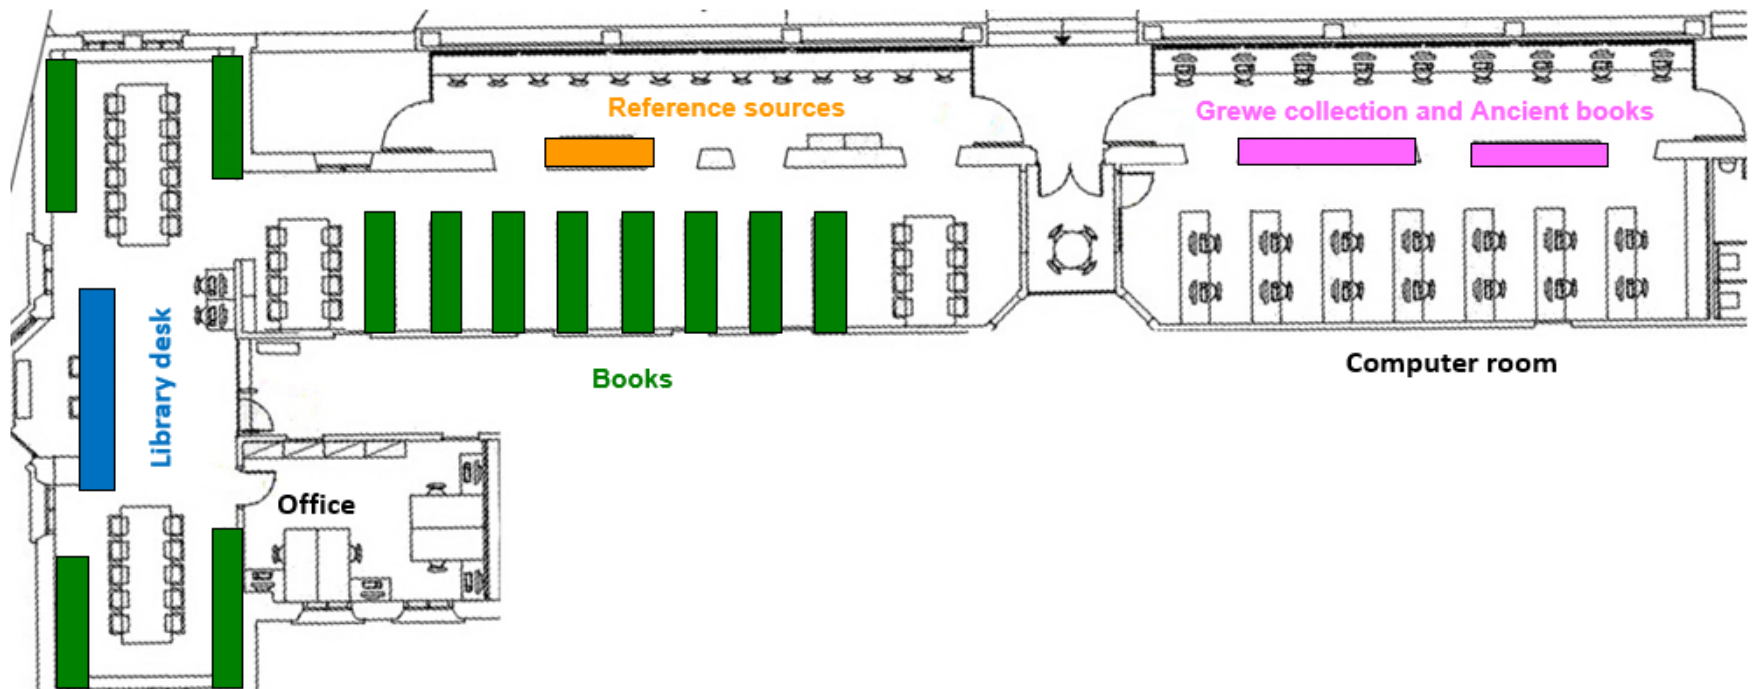 Reference sources
Grewe collection and Ancient books
Library desk
Books
Computer room
Office